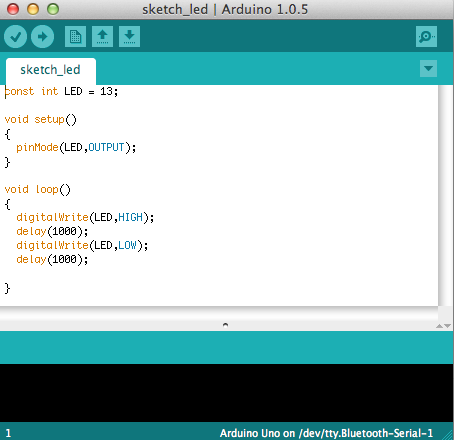 sketch_led | Arduino 1.0.5
sketch_led
const int LED = 13;
void setup()
{
  pinMode(LED,OUTPUT);
}
void loop()
{
  digitalWrite(LED,HIGH);
  delay(1000);
  digitalWrite(LED,LOW);
  delay(1000);
}
1
Arduino Uno on /dev/tty.Bluetooth-Serial-1